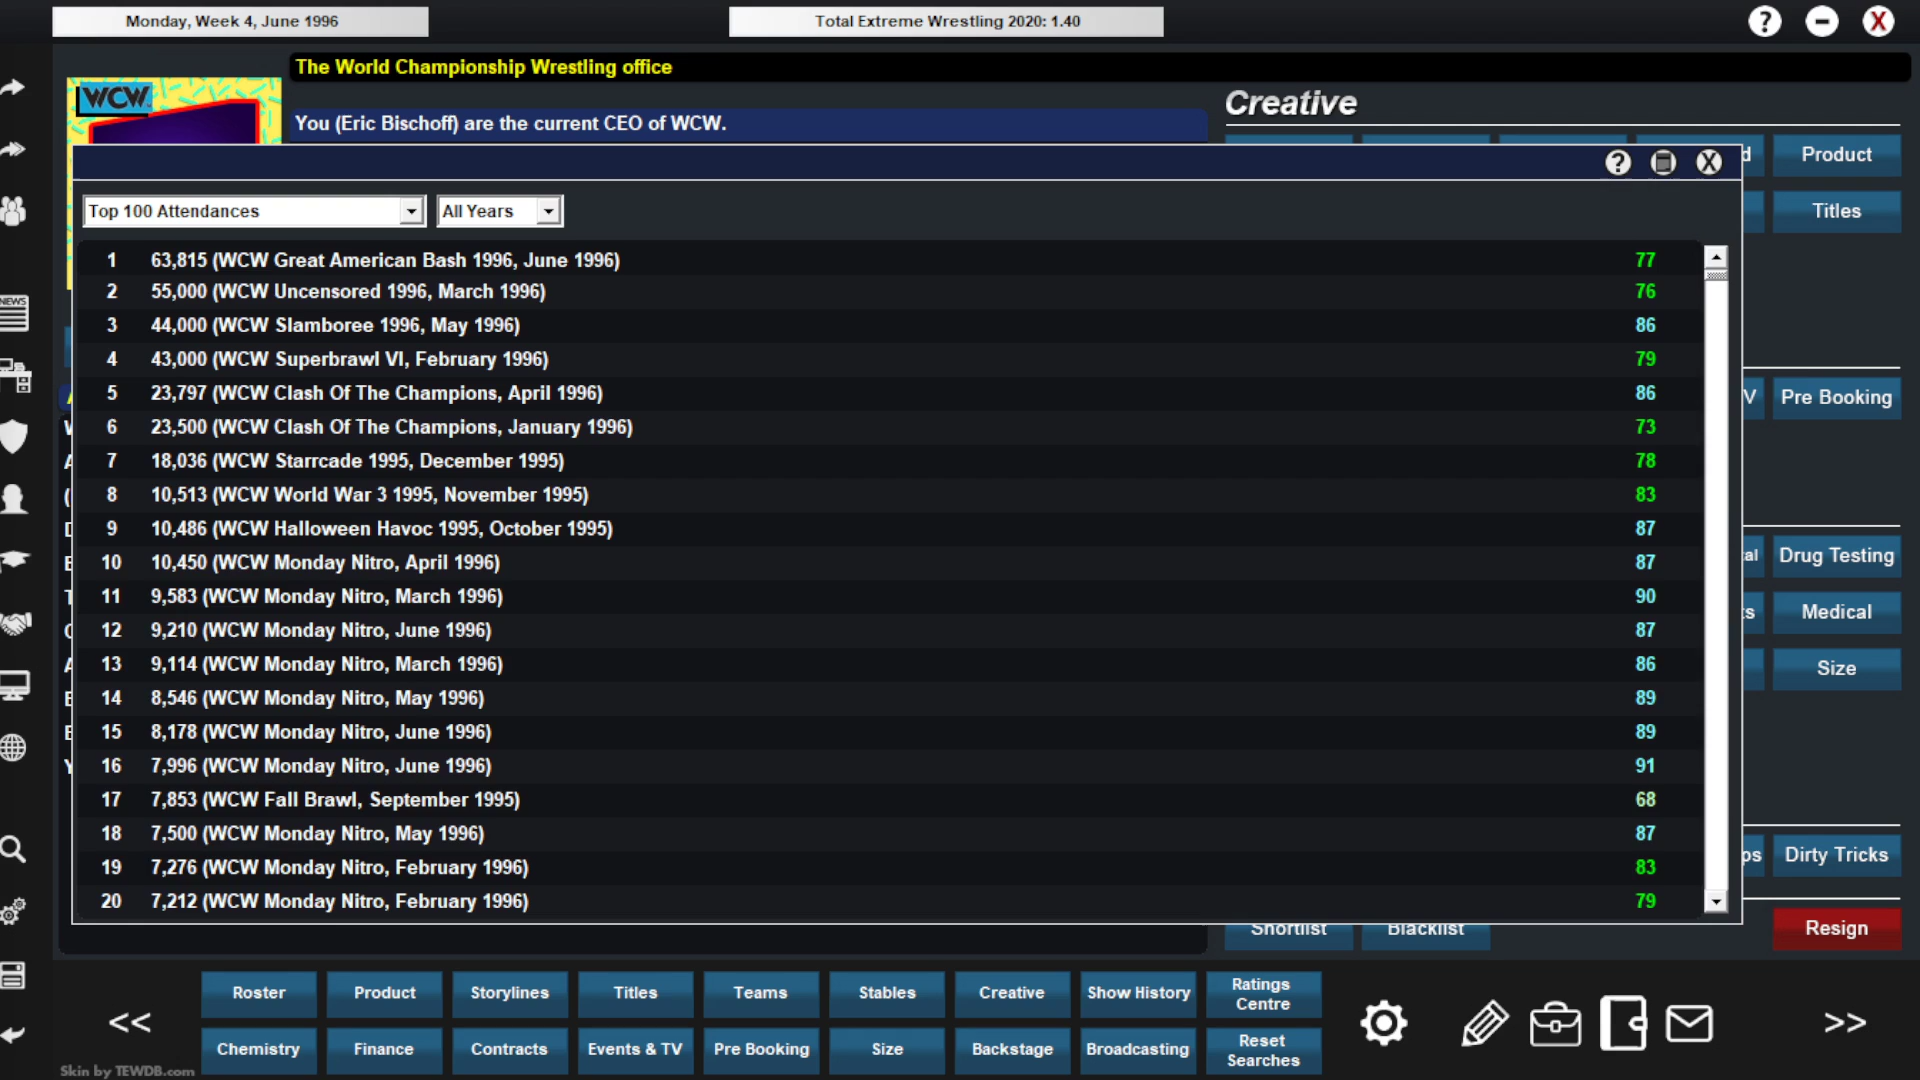 Monday, Week 4, June 1996
Total Extreme Wrestling 2020: 1.40
?
X
The World Championship Wrestling office
WCW
You (Eric Bischoff) are the current CEO of WCW.
Creative
Product
Titles
Top 100 Attendances
All Years
1 63,815 (WCW Great American Bash 1996, June 1996) 77
2 55,000 (WCW Uncensored 1996, March 1996) 76
3 44,000 (WCW Slamboree 1996, May 1996) 86
4 43,000 (WCW Superbrawl VI, February 1996) 79
5 23,797 (WCW Clash Of The Champions, April 1996) 86
6 23,500 (WCW Clash Of The Champions, January 1996) 73
7 18,036 (WCW Starrcade 1995, December 1995) 78
8 10,513 (WCW World War 3 1995, November 1995) 83
9 10,486 (WCW Halloween Havoc 1995, October 1995) 87
10 10,450 (WCW Monday Nitro, April 1996) 87
11 9,583 (WCW Monday Nitro, March 1996) 90
12 9,210 (WCW Monday Nitro, June 1996) 87
13 9,114 (WCW Monday Nitro, March 1996) 86
14 8,546 (WCW Monday Nitro, May 1996) 89
15 8,178 (WCW Monday Nitro, June 1996) 89
16 7,996 (WCW Monday Nitro, June 1996) 91
17 7,853 (WCW Fall Brawl, September 1995) 68
18 7,500 (WCW Monday Nitro, May 1996) 87
19 7,276 (WCW Monday Nitro, February 1996) 83
20 7,212 (WCW Monday Nitro, February 1996) 79
Pre Booking
Drug Testing
Medical
Size
Dirty Tricks
Shortlist
Blacklist
Resign
NEWS
<<
Roster
Product
Storylines
Titles
Teams
Stables
Creative
Show History
Ratings
Centre
Chemistry
Finance
Contracts
Events & TV
Pre Booking
Size
Backstage
Broadcasting
Reset
Searches
>>
Skin by TEWDB.com